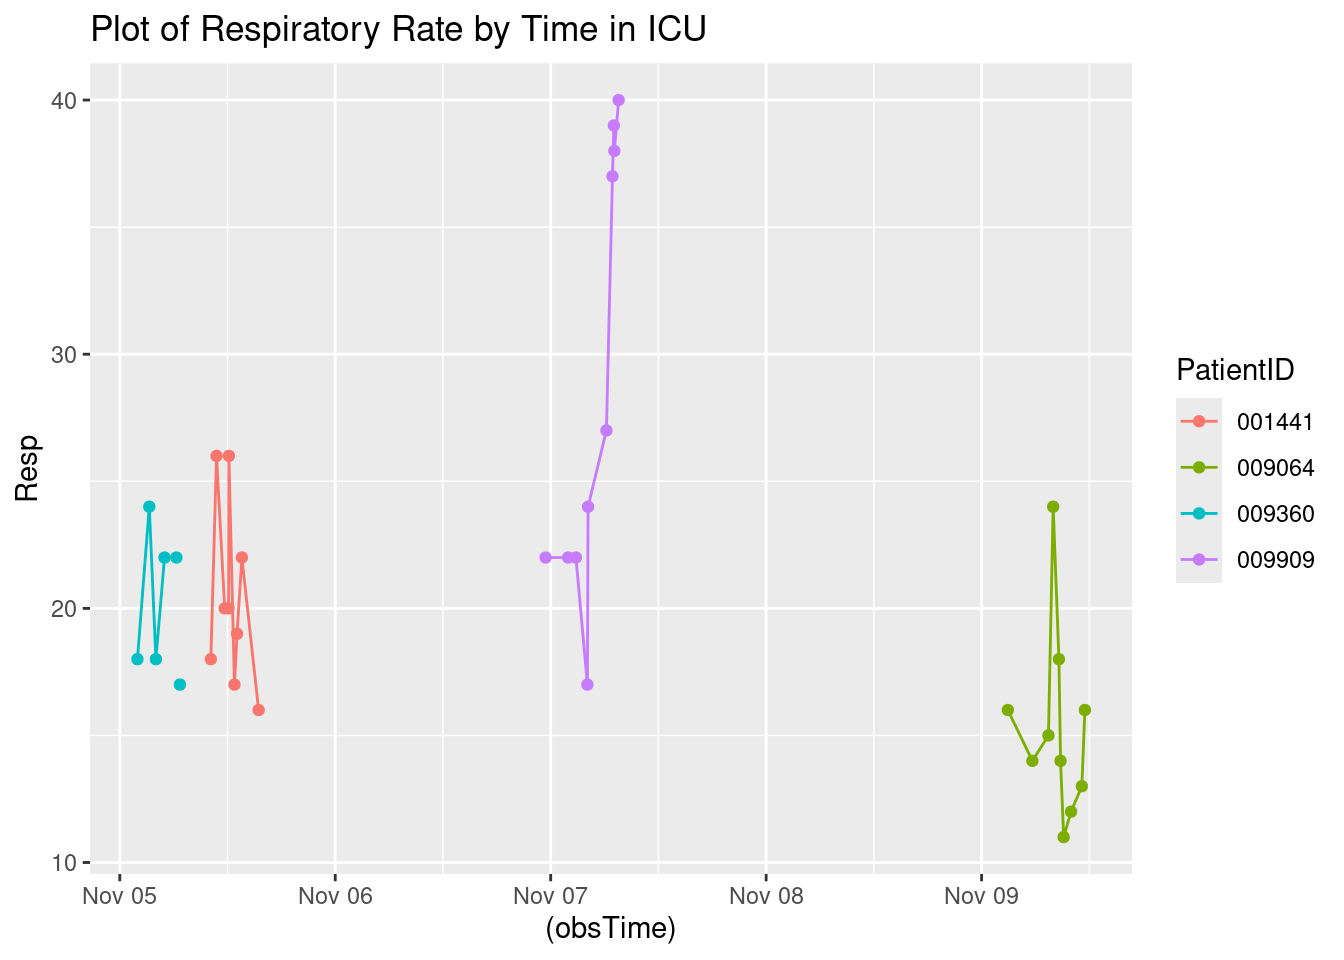 Plot of Respiratory Rate by Time in ICU
40
30
20
10
Resp
Nov 05 Nov 06 Nov 07 Nov 08 Nov 09
(obsTime)
PatientID
001441
009064
009360
009909